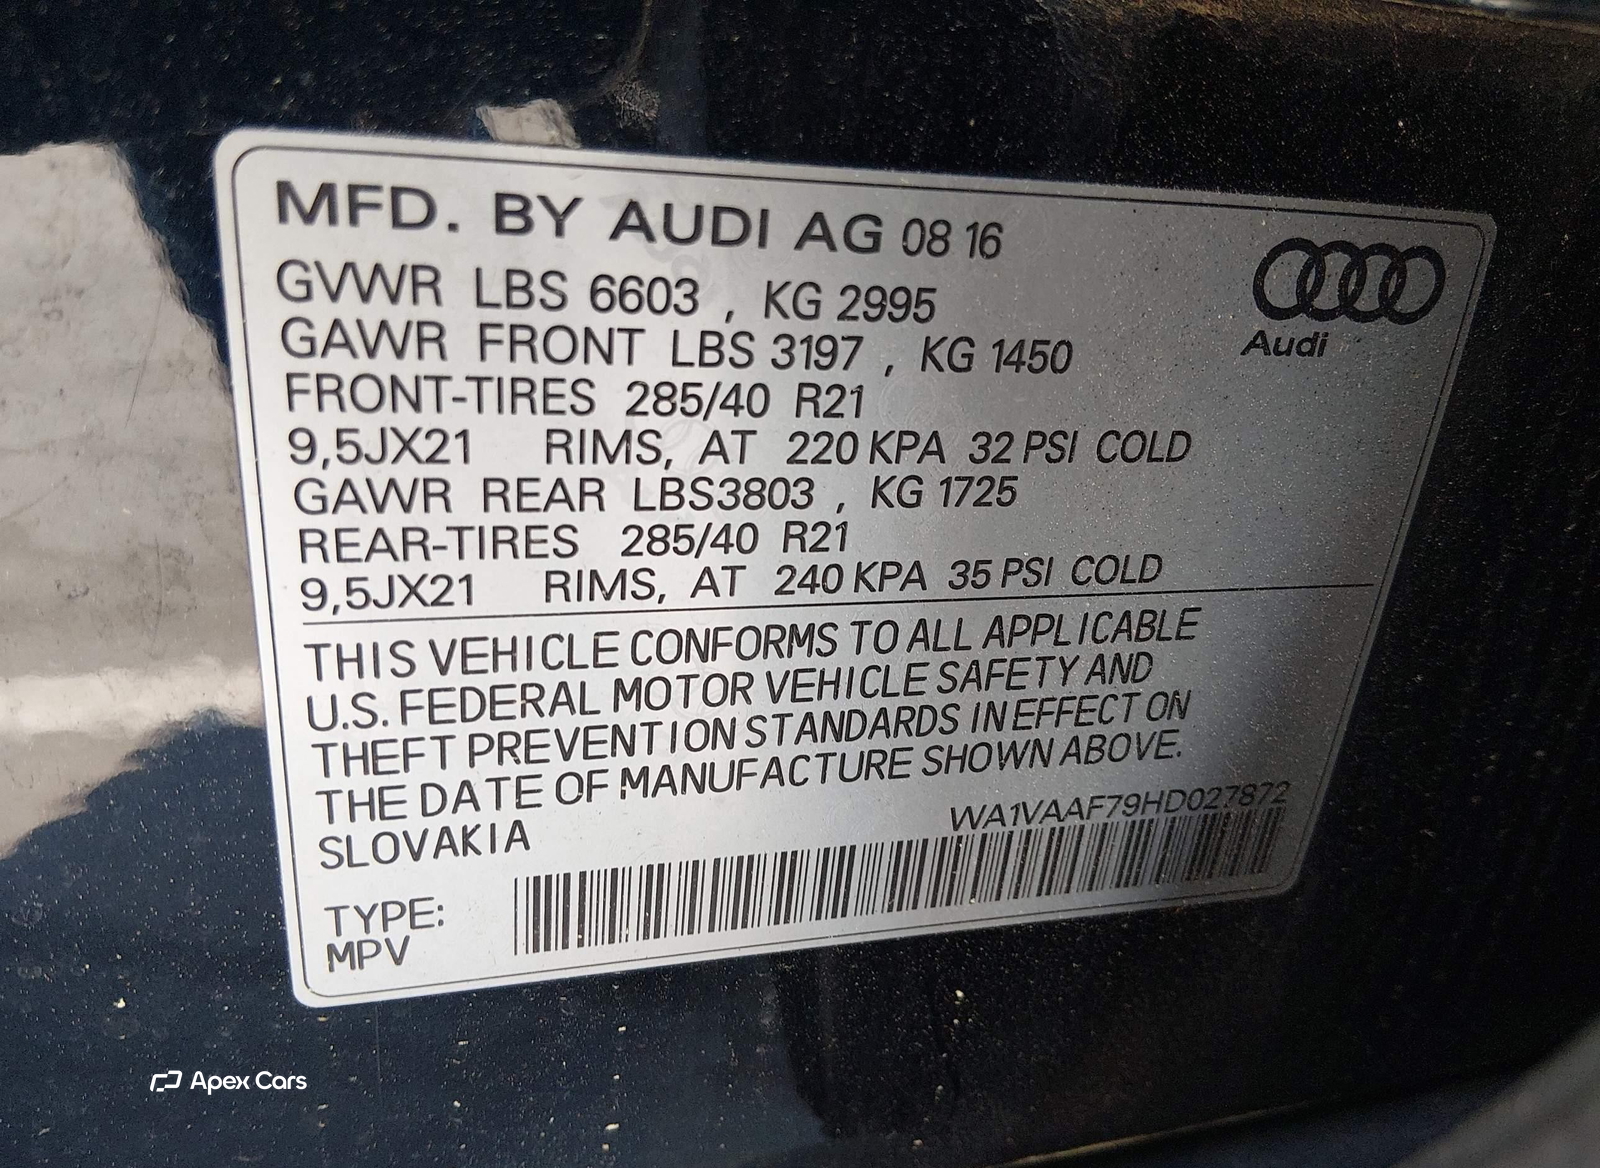 MFD. BY AUDI AG 08 16
GVWR LBS 6603 , KG 2995
GAWR FRONT LBS 3197 , KG 1450
FRONT-TIRES 285/40 R21
9,5JX21 RIMS, AT 220 KPA 32 PSI COLD
GAWR REAR LBS3803 , KG 1725
REAR-TIRES 285/40 R21
9,5JX21 RIMS, AT 240 KPA 35 PSI COLD
Audi
THIS VEHICLE CONFORMS TO ALL APPLICABLE
U.S. FEDERAL MOTOR VEHICLE SAFETY AND
THEFT PREVENTION STANDARDS IN EFFECT ON
THE DATE OF MANUFACTURE SHOWN ABOVE.
SLOVAKIA
WA1VAAF79HD027872
TYPE:
MPV
Apex Cars